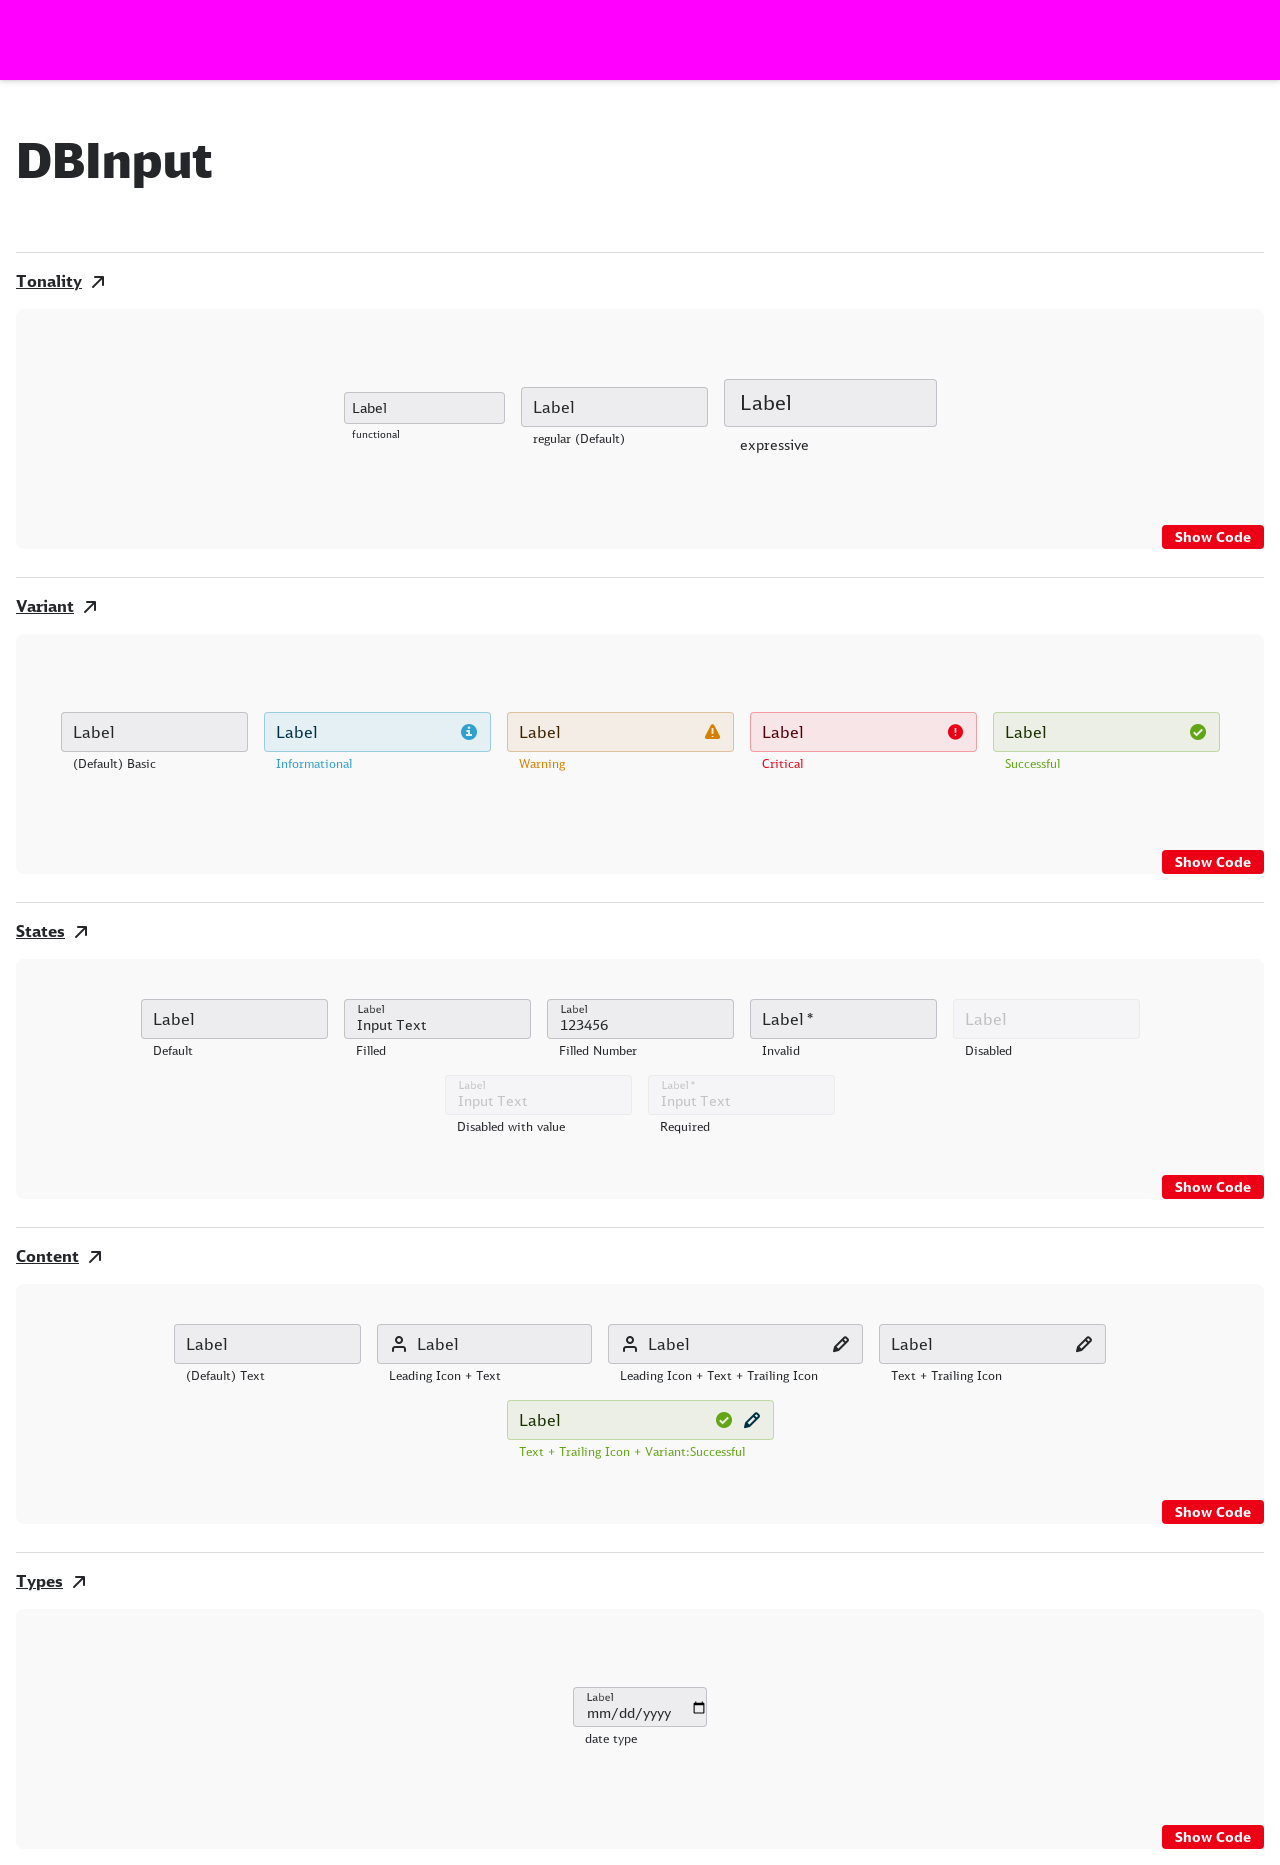 DBInput
Tonality
Label Label Label
functional regular (Default) expressive
Show Code
Variant
Label Label Label Label Label
(Default) Basic Informational Warning Critical Successful
Show Code
States
Label Label Label Label * Label
Input Text 123456
Default Filled Filled Number Invalid Disabled
Label Label *
Input Text Input Text
Disabled with value Required
Show Code
Content
Label Label Label Label
(Default) Text Leading Icon + Text Leading Icon + Text + Trailing Icon Text + Trailing Icon
Label
Text + Trailing Icon + Variant:Successful
Show Code
Types
Label
mm/dd/yyyy
date type
Show Code